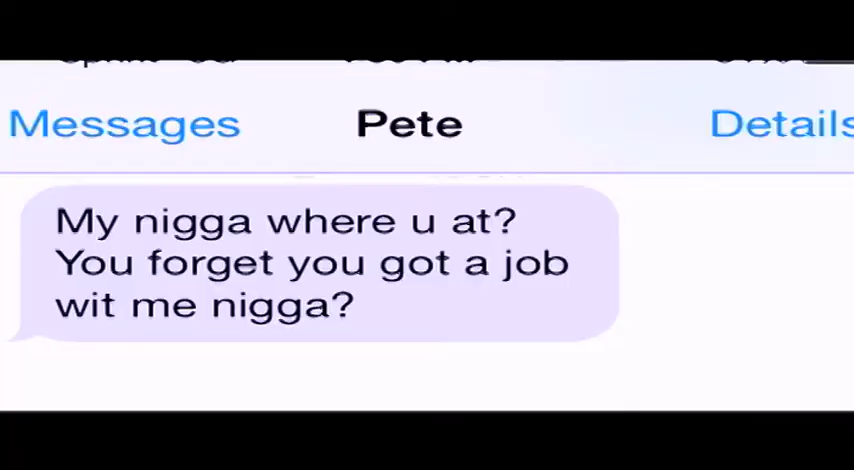 Messages Pete Details
My nigga where u at?
You forget you got a job
wit me nigga?